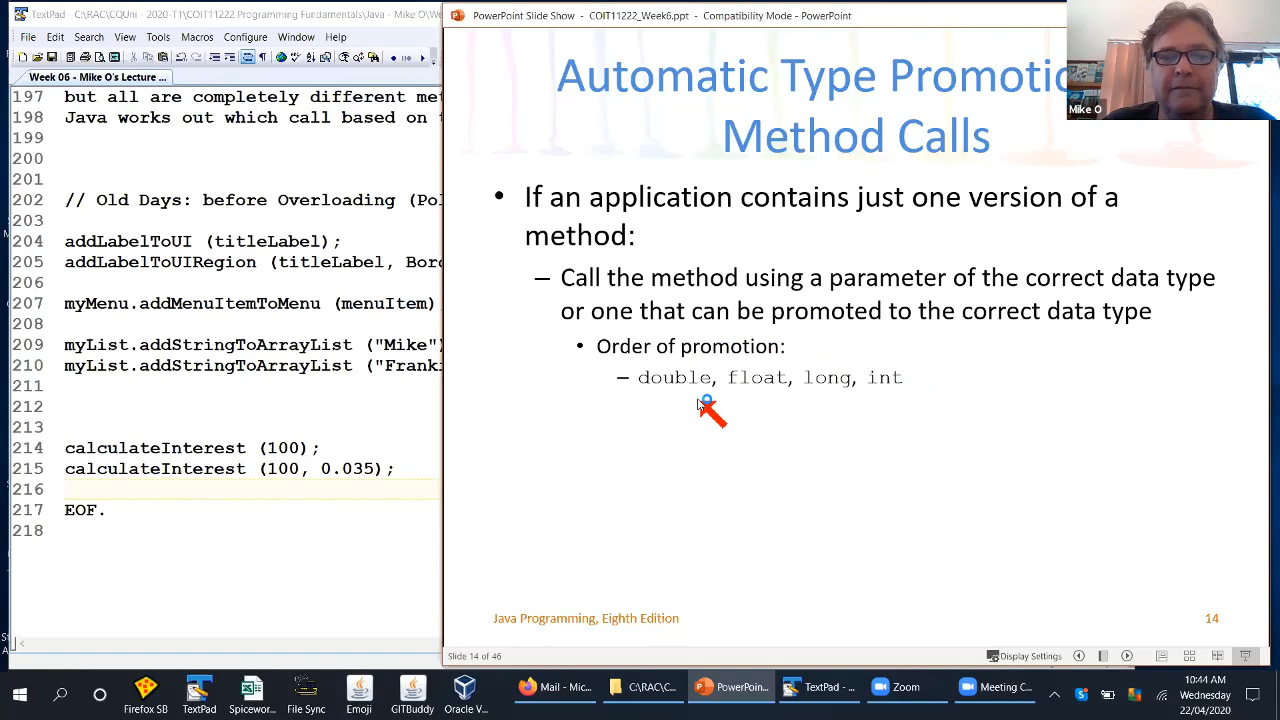 TextPad - C:\RAC\CQUni - 2020-T1\COIT11222 Programming Fundamentals\Java - Mike O's Lecture
File Edit Search View Tools Macros Configure Window Help
Week 06 - Mike O's Lecture ...
197 but all are completely different met
198 Java works out which call based on t
199
200
201
202 // Old Days: before Overloading (Pol
203
204 addLabelToUI (titleLabel);
205 addLabelToUIRegion (titleLabel, Bord
206
207 myMenu.addMenuItemToMenu (menuItem)
208
209 myList.addStringToArrayList ("Mike")
210 myList.addStringToArrayList ("Franki
211
212
213
214 calculateInterest (100);
215 calculateInterest (100, 0.035);
216
217 EOF.
218
PowerPoint Slide Show - COIT11222_Week6.ppt - Compatibility Mode - PowerPoint
Automatic Type Promotio
Method Calls
• If an application contains just one version of a
method:
– Call the method using a parameter of the correct data type
or one that can be promoted to the correct data type
• Order of promotion:
– double, float, long, int
Java Programming, Eighth Edition
14
Slide 14 of 46
Display Settings
Mike O
Firefox SB
TextPad
Spicewor...
File Sync
Emoji
GITBuddy
Oracle V...
Mail - Mic...
C:\RAC\C...
PowerPoin...
TextPad - ...
Zoom
Meeting C...
10:44 AM
Wednesday
22/04/2020